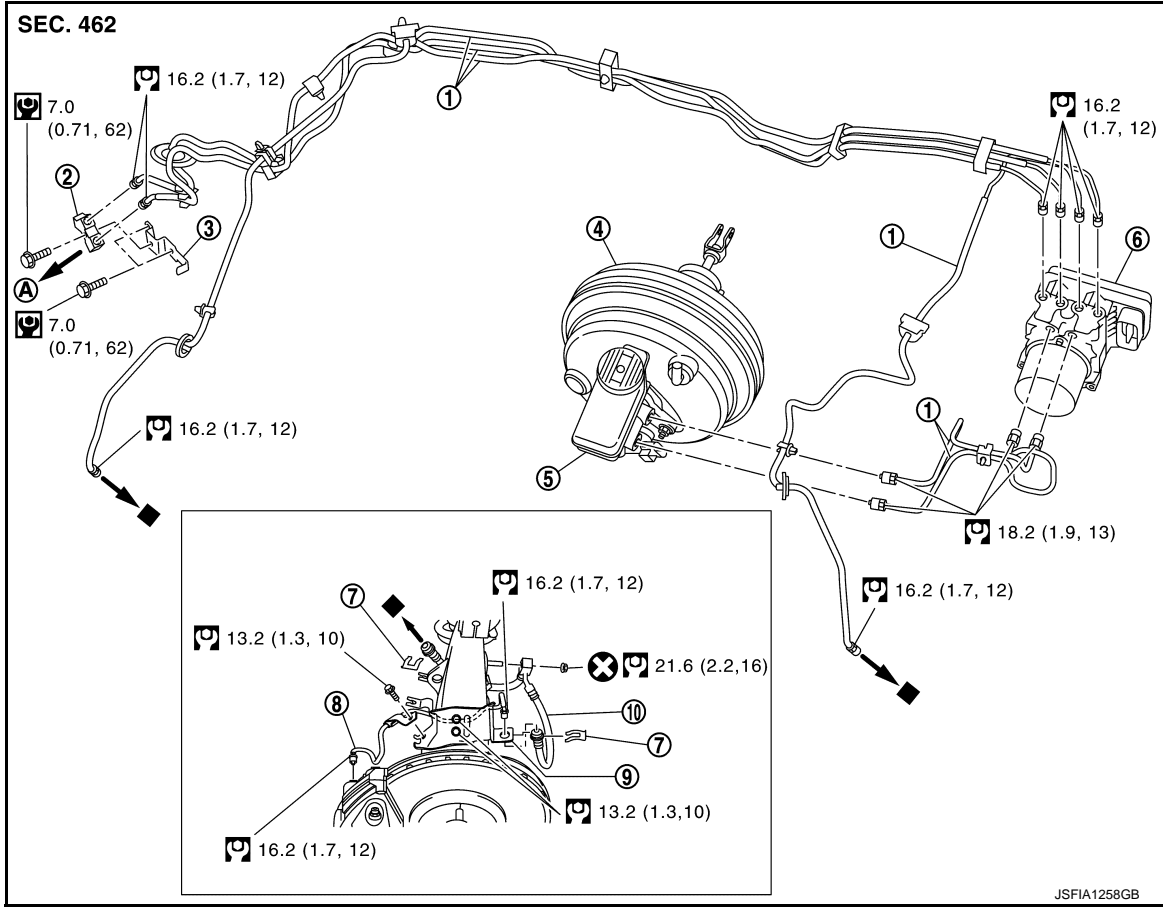 SEC. 462
16.2 (1.7, 12)
7.0
(0.71, 62)
1
16.2
(1.7, 12)
2
3
4
1
6
A
7.0
(0.71, 62)
1
16.2 (1.7, 12)
5
18.2 (1.9, 13)
16.2 (1.7, 12)
16.2 (1.7, 12)
7
13.2 (1.3, 10)
21.6 (2.2,16)
8
10
7
9
13.2 (1.3,10)
16.2 (1.7, 12)
JSFIA1258GB